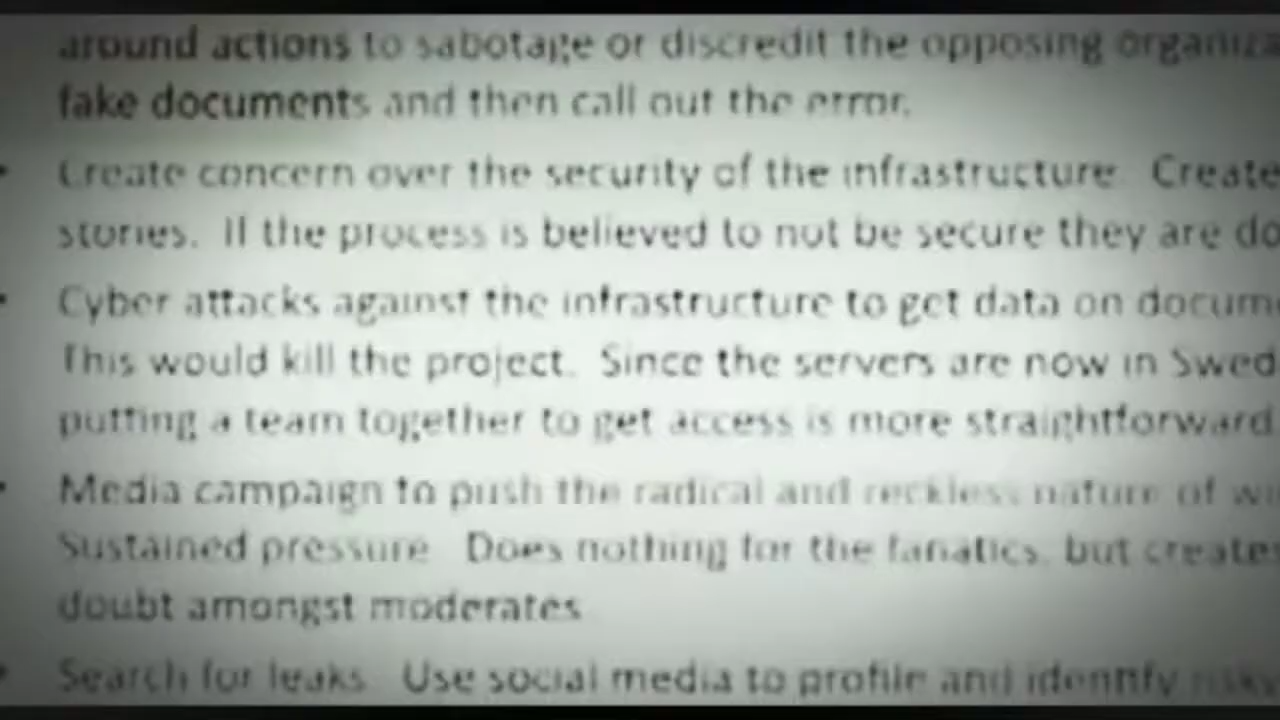 around actions to sabotage or discredit the opposing
fake documents and then call out the error.
• Create concern over the security of the infrastructure. Create
stories. If the process is believed to not be secure they are
• Cyber attacks against the infrastructure to get data on
This would kill the project. Since the servers are now in
putting a team together to get access is more straightforward.
• Media campaign to push the radical and reckless nature of
Sustained pressure. Does nothing for the fanatics, but creates
doubt amongst moderates.
• Search for leaks. Use social media to profile and identify risky